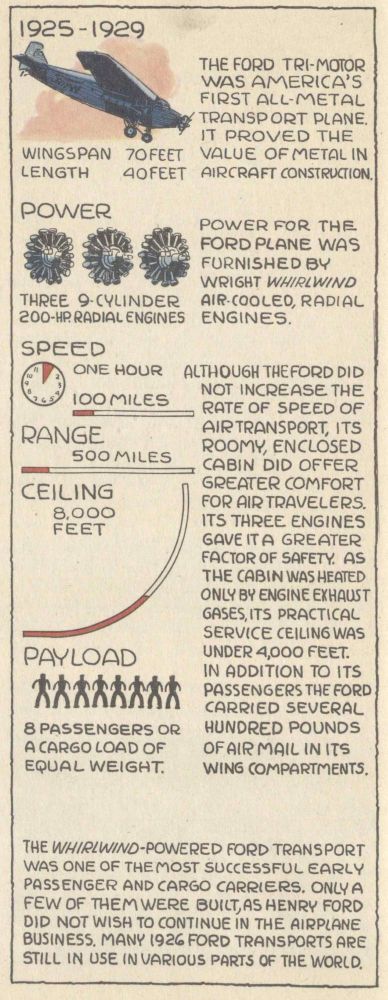 1925-1929
THE FORD TRI-MOTOR
WAS AMERICA'S
FIRST ALL-METAL
TRANSPORT PLANE.
IT PROVED THE
VALUE OF METAL IN
AIRCRAFT CONSTRUCTION.
WINGSPAN 70 FEET
LENGTH 40 FEET
POWER
THREE 9-CYLINDER
200-HP. RADIAL ENGINES
POWER FOR THE
FORD PLANE WAS
FURNISHED BY
WRIGHT WHIRLWIND
AIR-COOLED, RADIAL
ENGINES.
SPEED
ONE HOUR
100 MILES
RANGE
500 MILES
CEILING
8,000
FEET
ALTHOUGH THE FORD DID
NOT INCREASE THE
RATE OF SPEED OF
AIR TRANSPORT, ITS
ROOMY, ENCLOSED
CABIN DID OFFER
GREATER COMFORT
FOR AIR TRAVELERS.
ITS THREE ENGINES
GAVE IT A GREATER
FACTOR OF SAFETY. AS
THE CABIN WAS HEATED
ONLY BY ENGINE EXHAUST
GASES, ITS PRACTICAL
SERVICE CEILING WAS
UNDER 4,000 FEET.
IN ADDITION TO ITS
PASSENGERS THE FORD
CARRIED SEVERAL
HUNDRED POUNDS
OF AIR MAIL IN ITS
WING COMPARTMENTS.
PAYLOAD
8 PASSENGERS OR
A CARGO LOAD OF
EQUAL WEIGHT.
THE WHIRLWIND-POWERED FORD TRANSPORT
WAS ONE OF THE MOST SUCCESSFUL EARLY
PASSENGER AND CARGO CARRIERS. ONLY A
FEW OF THEM WERE BUILT, AS HENRY FORD
DID NOT WISH TO CONTINUE IN THE AIRPLANE
BUSINESS. MANY 1926 FORD TRANSPORTS ARE
STILL IN USE IN VARIOUS PARTS OF THE WORLD.